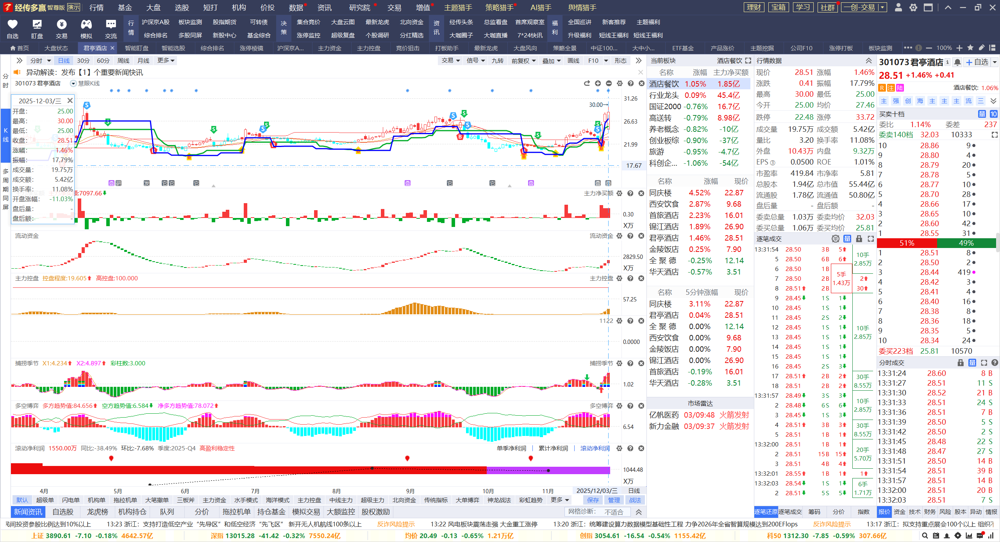 经传多赢 智尊版 演示 行情 基金 大盘 选股 短打 机构 价投 数据 资讯 研究院 交易 增值 主题猎手 策略猎手 AI猎手 舆情猎手 理财 宝箱 学习 社群 一创-交易
自选 盯盘 交易 模拟 交流
行情 沪深京A股 板块监测 股指期货 可转债 决策 集合竞价 大盘云图 最新龙虎 北向资金 资讯 经传头条 总监看盘 首席观察室 福利 全国巡讲 新客推荐 主题福利
综合排名 多股同屏 新股中心 基金综合 涨停监控 超级复盘 个股调研 分红精选 大咖圈子 大咖直播 7*24快讯 升级福利 短线王福利 短线王福利
首页 大盘状态 君亭酒店 智能盯盘 智能选股 综合排名 涨停棱镜 沪深京A... 主力资金 主力控盘 竞价狙击 打板助手 最新龙虎 大盘风向 策略全景 中证100... 大中小... ETF基金 产品涨价 主题挖掘 公司F10 涨停打板 板块监测 100%
分时 日线 30分 60分 周线 月线 更多 交易 信号 九转 前复权 叠加 画线 F10 形态
分时
K线
多周期同屏
异动解读：发布【1】个重要新闻快讯
301073 君亭酒店 慧眼K线
2025-12-03/三
开盘: 25.00
最高: 30.00
最低: 25.00
收盘: 28.51
涨幅: 1.46%
振幅: 17.79%
成交量: 19.75万
成交额: 5.42亿
换手率: 11.08%
开盘涨幅: -11.03%
盘后量: -
盘后额: -
30.00→
31.26
26.63
21.99
17.67
7097.66 主力净买额
0.30
X万
流动资金 流动资金
2829.50
X万
主力控盘 控盘程度:19.605 高控盘:100.000 主力控盘
57.25
1122
0.0000
捕捞季节 X1:4.234 X2:4.897 彩柱数:3.000 捕捞季节
1.02
多空博弈 多方趋势值:84.656 空方趋势值:6.584 净多方趋势值:78.072 多空博弈
6.54
滚动净利润 1550.00万 同比:-38.49% 环比:-7.68% 季度:2025-Q4 高盈利稳定性 单季净利润 | 累计净利润 | 滚动净利润
1044.48
X万
4月 5月 6月 7月 8月 9月 10月 11月 2025/12/03/三 日线
默认 超级单 闪电单 机构单 拖拉机单 大笔撤单 三板斧 主力资金 水手模式 海洋模式 主力控盘 中线主力 超级主力 北向资金 传统指标 大单博弈 神龙战法 彩虹趋势 更多 保存 管理 战法
新闻资讯 自选股 龙虎榜 机构持仓 队列 分价 拖拉机单 持仓基金 模拟交易 大额监控 股权激励 网格诊断: 不适合
当前板块 酒店餐饮
名称 涨幅 主力净买额
酒店餐饮 1.05% 1.85亿
行业龙头 0.09% 45.4亿
国证2000 -0.76% 16.7亿
高送转 -0.79% 8.98亿
养老概念 -0.82% -10亿
创业板综 -0.90% -37亿
旅游 -0.95% -4.7亿
科创企... -1.06% -54亿
名称 涨幅 现价
同庆楼 4.52% 22.87
西安饮食 2.87% 9.68
首旅酒店 2.23% 16.01
锦江酒店 1.89% 26.90
君亭酒店 1.46% 28.51
金陵饭店 0.25% 7.90
全 聚 德 -0.25% 12.14
华天酒店 -0.57% 3.51
名称 5分钟涨幅 现价
同庆楼 3.11% 22.87
君亭酒店 0.04% 28.51
全 聚 德 0.00% 12.14
西安饮食 0.00% 9.68
金陵饭店 0.00% 7.90
锦江酒店 0.00% 26.90
首旅酒店 -0.19% 16.01
华天酒店 -0.28% 3.51
市场雷达
亿帆医药 03/09:48 火箭发射
新力金融 03/09:37 火箭发射
行情数据
现价 28.51 涨幅 1.46%
涨跌 0.41 振幅 17.79%
最高 30.00 最低 25.00
今开 25.00 均价 27.46
跌停 22.48 涨停 33.72
成交量 19.75万 成交额 5.42亿
量比 3.20 换手率 11.08%
外盘 10.43万 内盘 9.32万
EPS③ 0.0500 ROE 1.01%
市盈率 419.84 市净率 5.81
总股本 1.94亿 总市值 55.44亿
流通股 1.78亿 流通值 50.80亿
盘后量 - 盘后额 -
委卖总量 1.03万 委卖均价 32.03
委买总量 1.06万 委买均价 25.81
逐笔成交 单 量
13:31:54 28.50 3 B 5
5 28.50 6 B 6
6 28.50 1 B
7 28.50 2 B
8 28.51 2 B
9 28.45 1 S 1
10 28.45 1 S 1
11 28.45 2 S 2
12 28.45 1 S 1
13 28.45 1 S 1
14 28.45 1 S 1
15 28.45 1 S 1
16 28.45 2 S 3
17 28.51 2 B 2
18 28.51 2 B 2
13:31:57 28.49 3 S 3
2 28.48 6 S 6
3 28.45 1 S 3
4 28.51 3 B 3
5 28.51 1 B 1
13:32:00 28.51 1 B 1
2 28.51 15 B 15
3 28.51 4 B 4
13:32:01 28.55 1 B 1
13:32:03 28.54 1 S 1
2 28.51 5 S 5
10手 2.85万
5手 1.43万
2
30
10手 2.85万
30手 8.55万
10手 2.85万
30手 8.55万
20手 5.70万
1
6手 1.71万
逐笔还原 逐笔成交 筹码 分价 指数
301073 君亭酒店 自选
28.51 +1.46% +0.41
R 注 陆 酒店餐饮: 1.06%
主 强 创 海 主 主 主 流 三
买卖十档 量 10
委比 1.14% 委差 237
委卖140档 32.03 10333
10 28.86 9
9 28.80 4
8 28.79 20
7 28.78 5
6 28.77 10
5 28.70 28
4 28.66 17
3 28.65 10
2 28.60 42
1 28.55 31
51% 49%
1 28.51 8
2 28.50 2
3 28.44 419
4 28.42 3
5 28.41 4
6 28.40 16
7 28.38 8
8 28.36 18
9 28.35 5
10 28.34 24
委买223档 25.81 10570
分时成交 量
13:31:24 28.60 8 B
13:31:27 28.51 11 S
13:31:30 28.52 21 B
13:31:33 28.51 24 S
13:31:36 28.51 7 B
13:31:39 28.50 5 S
13:31:42 28.50 2 S
13:31:45 28.48 22 S
13:31:48 28.47 27 S
13:31:51 28.50 14 B
13:31:54 28.51 39 B
13:31:57 28.51 14 B
13:32:00 28.51 20 B
13:32:03 28.51 7 S
报价 资金 技术 财务 风险 股本 异动 情报
民间投资参股比例达到10%以上 13:23 浙江：支持打造低空产业“先导区”和低空经济“先飞区” 新开无人机航线100条以上 反诈风险提示 13:22 风电板块震荡走强 大金重工涨停 13:20 浙江：统筹建设算力数据模型基础性工程 力争2026年全省智算规模达到200EFlops 反诈风险提示 13:17 浙江：拟支持重点展会100个以上
上证 3890.61 -7.10 -0.18% 4642.57亿 深指 13015.28 -41.42 -0.32% 7550.24亿 均价 20.49 -0.13 -0.65% 1.21万亿 创指 3054.61 -16.54 -0.54% 1155.42亿 科50 1312.30 -7.85 -0.59% 307.66亿